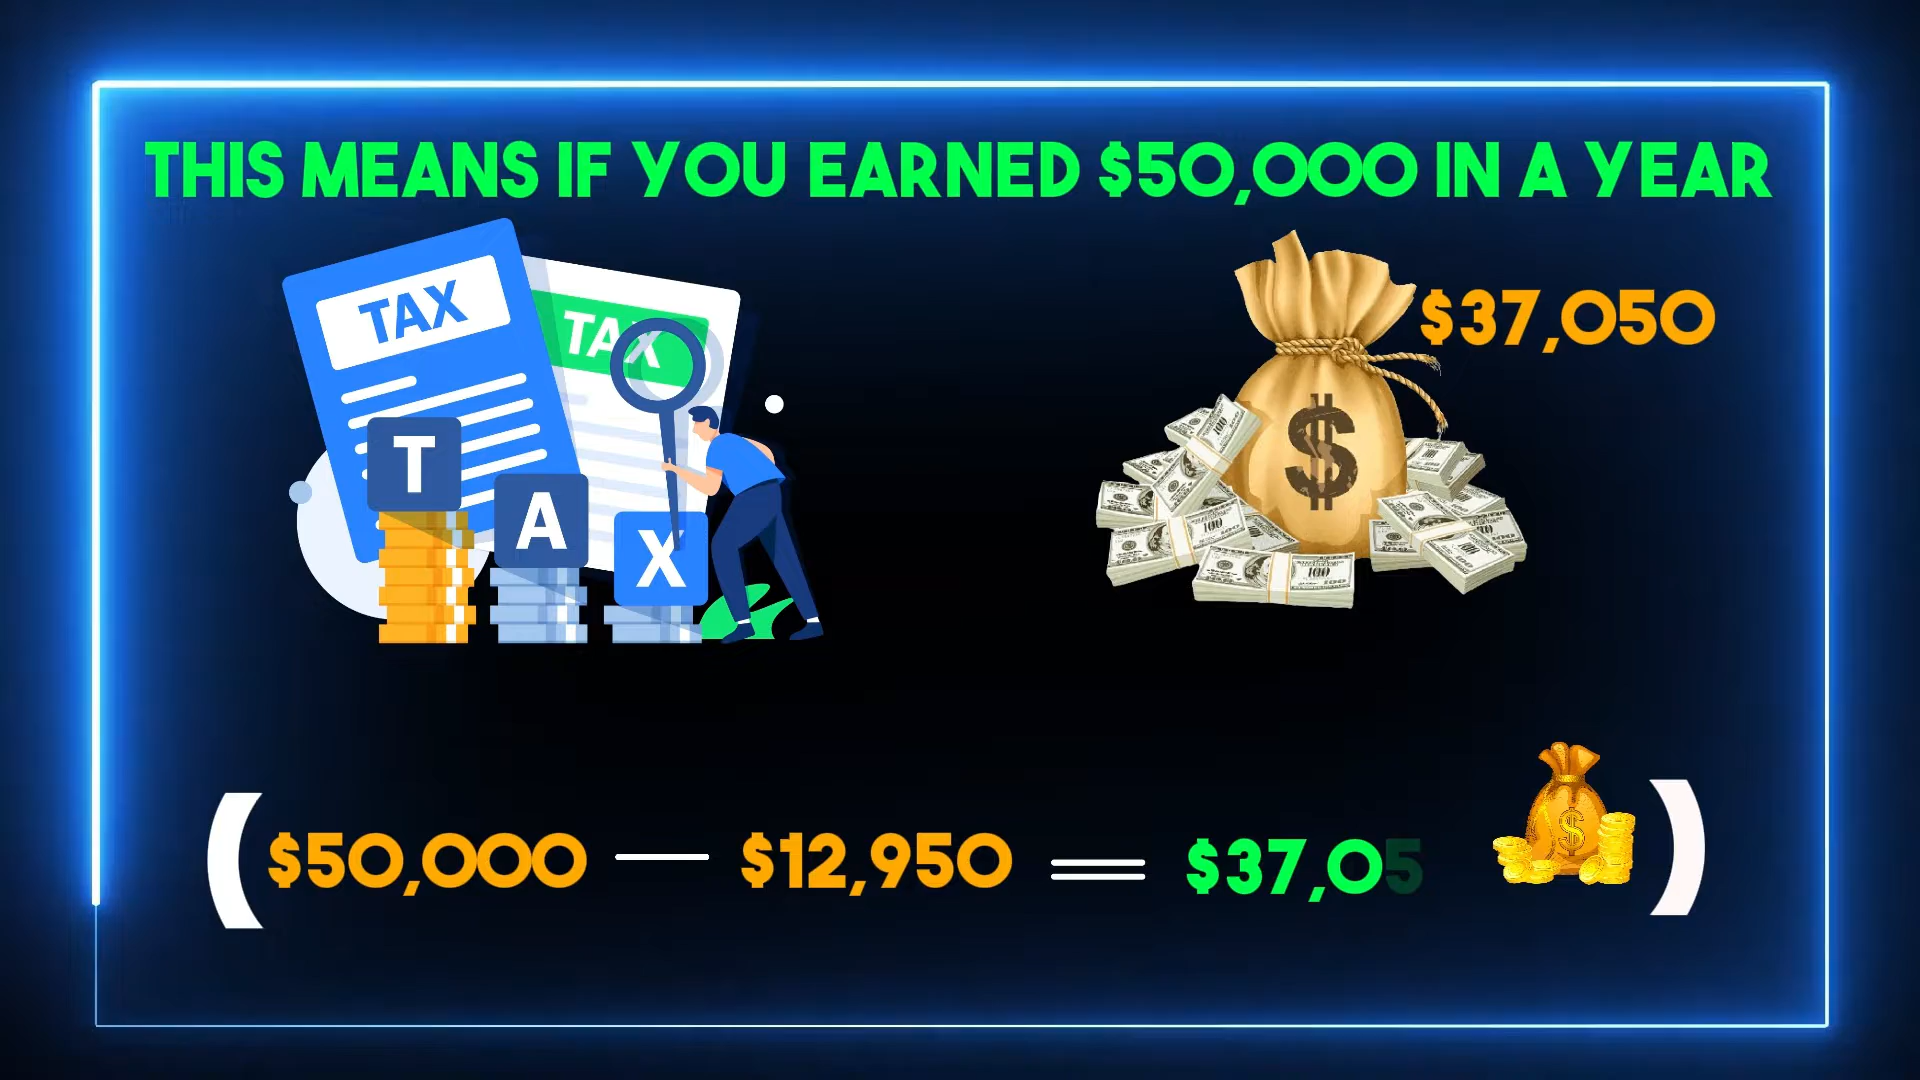 THIS MEANS IF YOU EARNED $50,000 IN A YEAR
TAX
TAX
$37,050
$
T
A
X
($50,000 — $12,950 = $37,05)